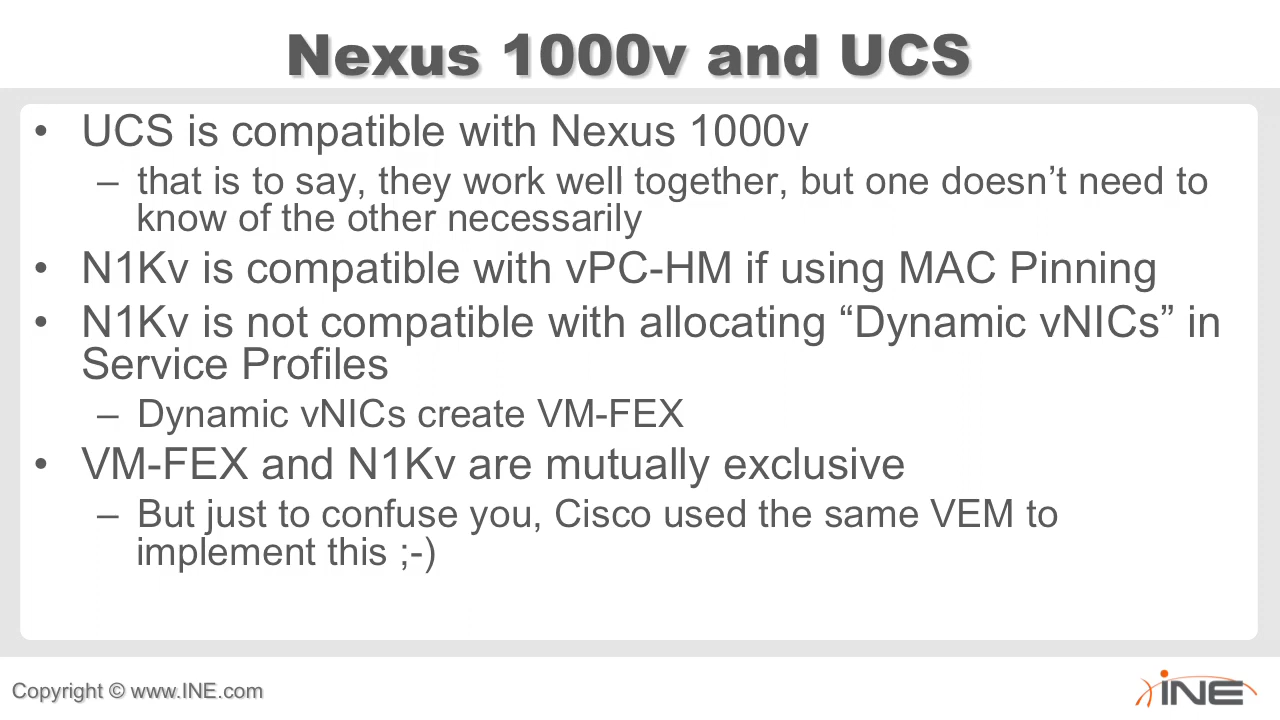 Nexus 1000v and UCS
• UCS is compatible with Nexus 1000v
– that is to say, they work well together, but one doesn’t need to
know of the other necessarily
• N1Kv is compatible with vPC-HM if using MAC Pinning
• N1Kv is not compatible with allocating “Dynamic vNICs” in
Service Profiles
– Dynamic vNICs create VM-FEX
• VM-FEX and N1Kv are mutually exclusive
– But just to confuse you, Cisco used the same VEM to
implement this ;-)
Copyright © www.INE.com
INE